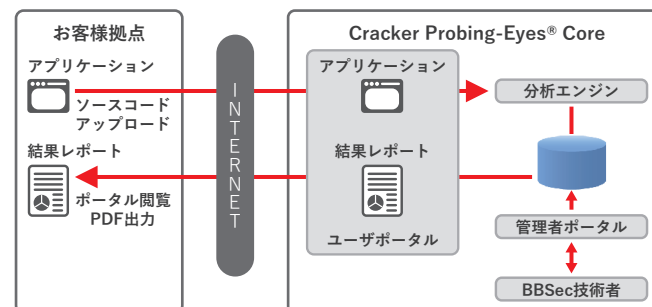 お客様拠点
アプリケーション
ソースコード
アップロード
結果レポート
ポータル閲覧
PDF出力
INTERNET
Cracker Probing-Eyes® Core
アプリケーション
結果レポート
ユーザポータル
分析エンジン
管理者ポータル
BBSec技術者